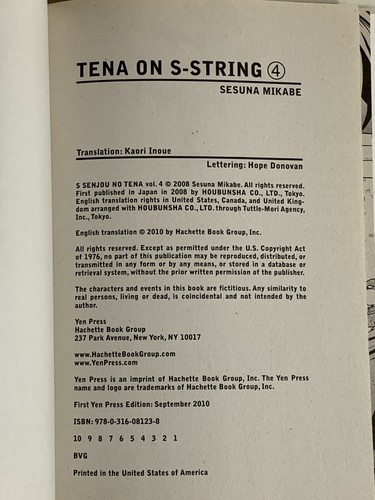 TENA ON S-STRING ④
SESUNA MIKABE
Translation: Kaori Inoue
Lettering: Hope Donovan
S SENJOU NO TENA vol. 4 © 2008 Sesuna Mikabe. All rights reserved.
First published in Japan in 2008 by HOUBUNSHA CO., LTD., Tokyo.
English translation rights in United States, Canada, and United King-
dom arranged with HOUBUNSHA CO., LTD. through Tuttle-Mori Agency,
Inc., Tokyo.
English translation © 2010 by Hachette Book Group, Inc.
All rights reserved. Except as permitted under the U.S. Copyright Act
of 1976, no part of this publication may be reproduced, distributed, or
transmitted in any form or by any means, or stored in a database or
retrieval system, without the prior written permission of the publisher.
The characters and events in this book are fictitious. Any similarity to
real persons, living or dead, is coincidental and not intended by the
author.
Yen Press
Hachette Book Group
237 Park Avenue, New York, NY 10017
www.HachetteBookGroup.com
www.YenPress.com
Yen Press is an imprint of Hachette Book Group, Inc. The Yen Press
name and logo are trademarks of Hachette Book Group, Inc.
First Yen Press Edition: September 2010
ISBN: 978-0-316-08123-8
10 9 8 7 6 5 4 3 2 1
BVG
Printed in the United States of America